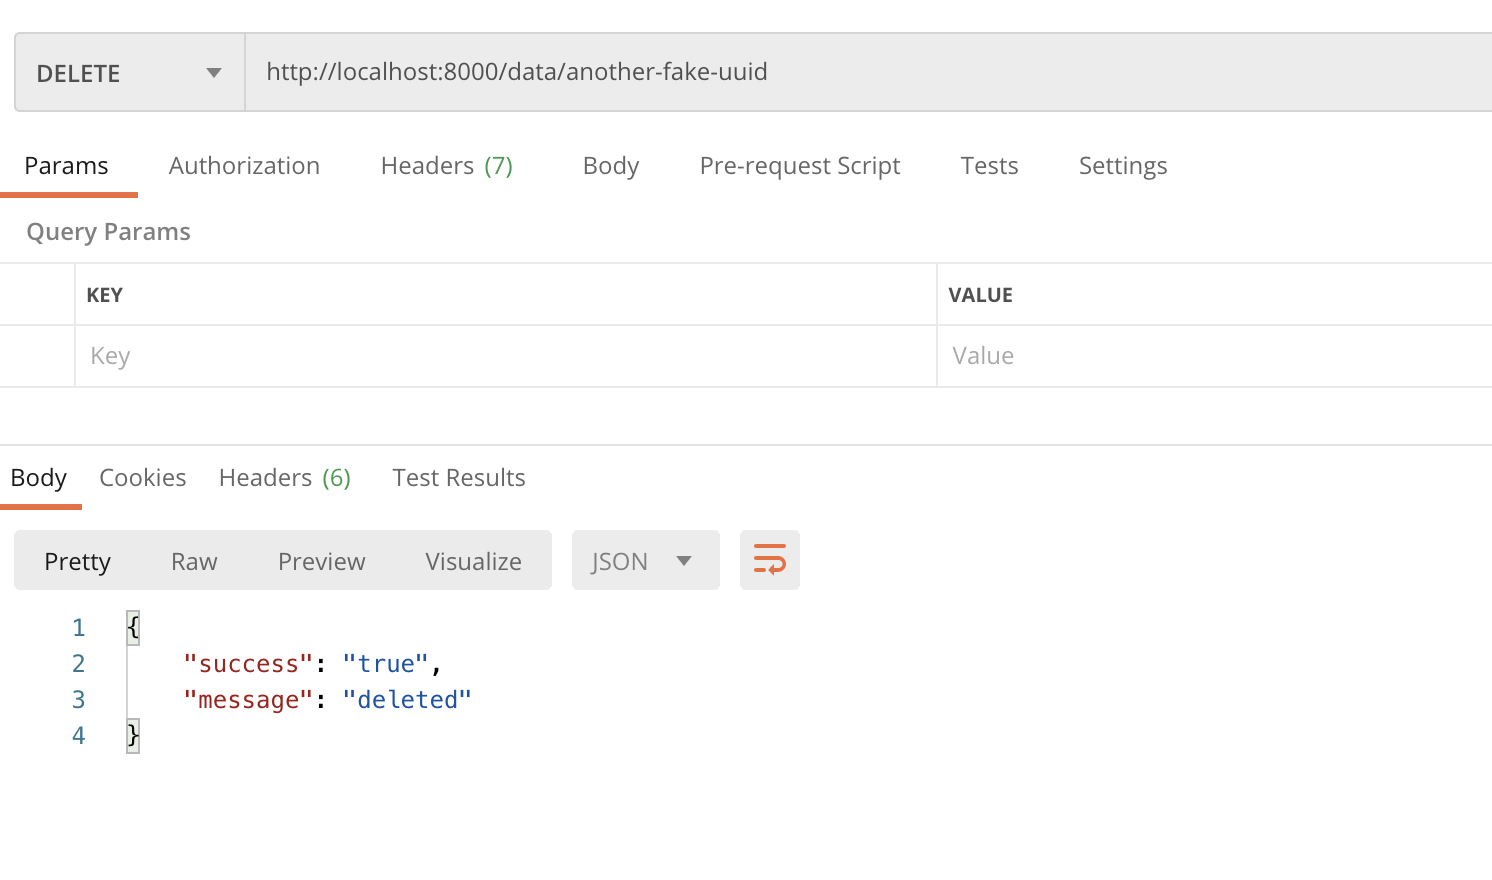 DELETE http://localhost:8000/data/another-fake-uuid
Params Authorization Headers (7) Body Pre-request Script Tests Settings
Query Params
KEY VALUE
Key Value
Body Cookies Headers (6) Test Results
Pretty Raw Preview Visualize JSON
1 {
2 "success": "true",
3 "message": "deleted"
4 }